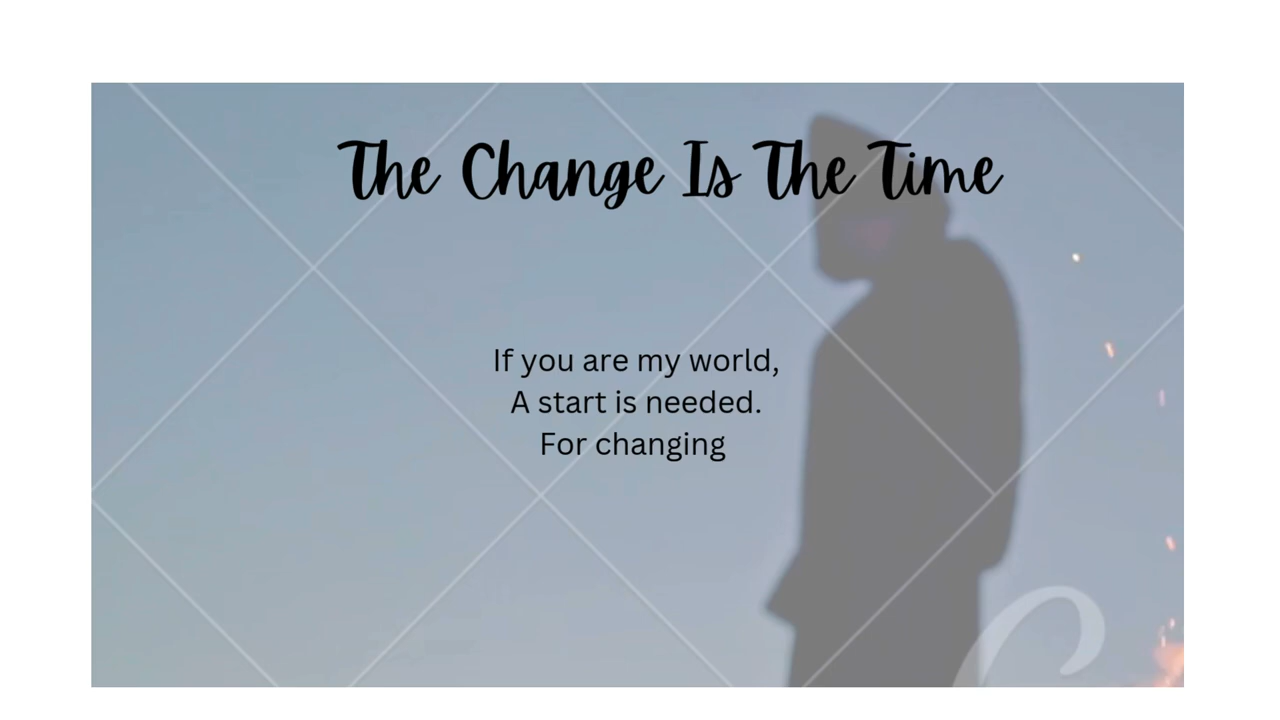 The Change Is The Time
If you are my world,
A start is needed.
For changing